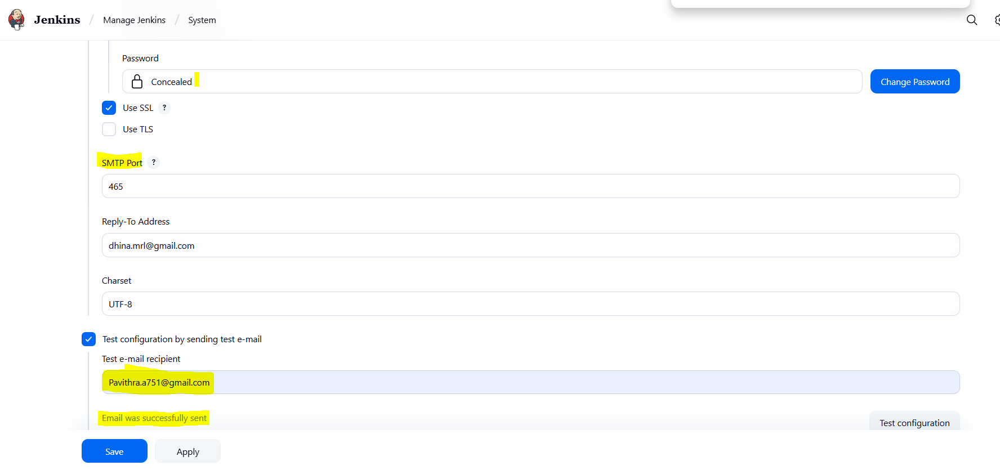 Jenkins / Manage Jenkins / System
Password
Concealed
Change Password
Use SSL ?
Use TLS
SMTP Port ?
465
Reply-To Address
dhina.mrl@gmail.com
Charset
UTF-8
Test configuration by sending test e-mail
Test e-mail recipient
Pavithra.a751@gmail.com
Email was successfully sent
Test configuration
Save
Apply